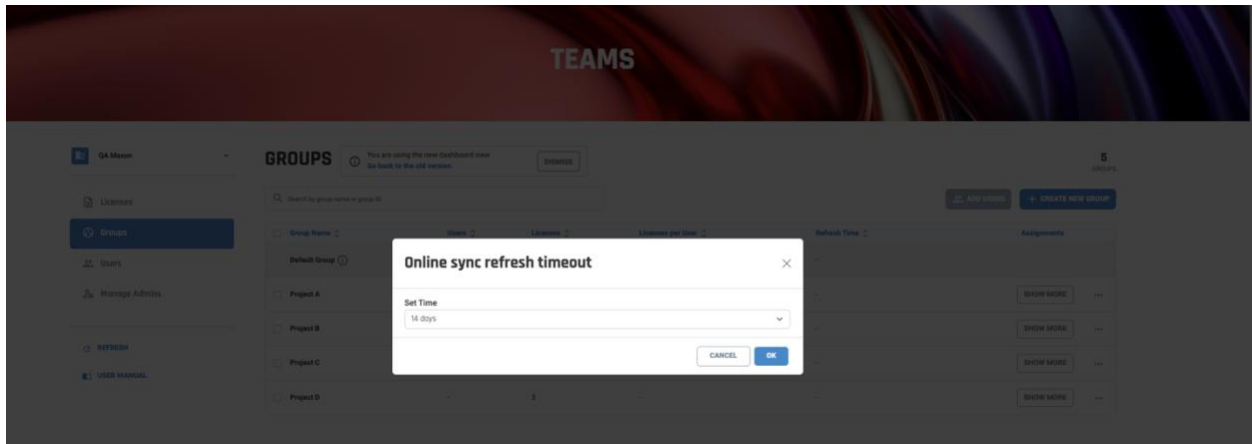 TEAMS
QA Mason
GROUPS
You are using the new dashboard view
Go back to the old version
DISMISS
5
GROUPS
Search by group name or group ID
ADD USERS
+ CREATE NEW GROUP
Licenses
Groups
Users
Manage Admins
REFRESH
USER MANUAL
Group Name
Users
Licenses
Licenses per User
Refresh Time
Assignments
Default Group
-
Online sync refresh timeout
Set Time
14 days
CANCEL
OK
Project A
-
SHOW MORE
...
Project B
-
SHOW MORE
...
Project C
-
SHOW MORE
...
Project D
-
3
-
-
SHOW MORE
...